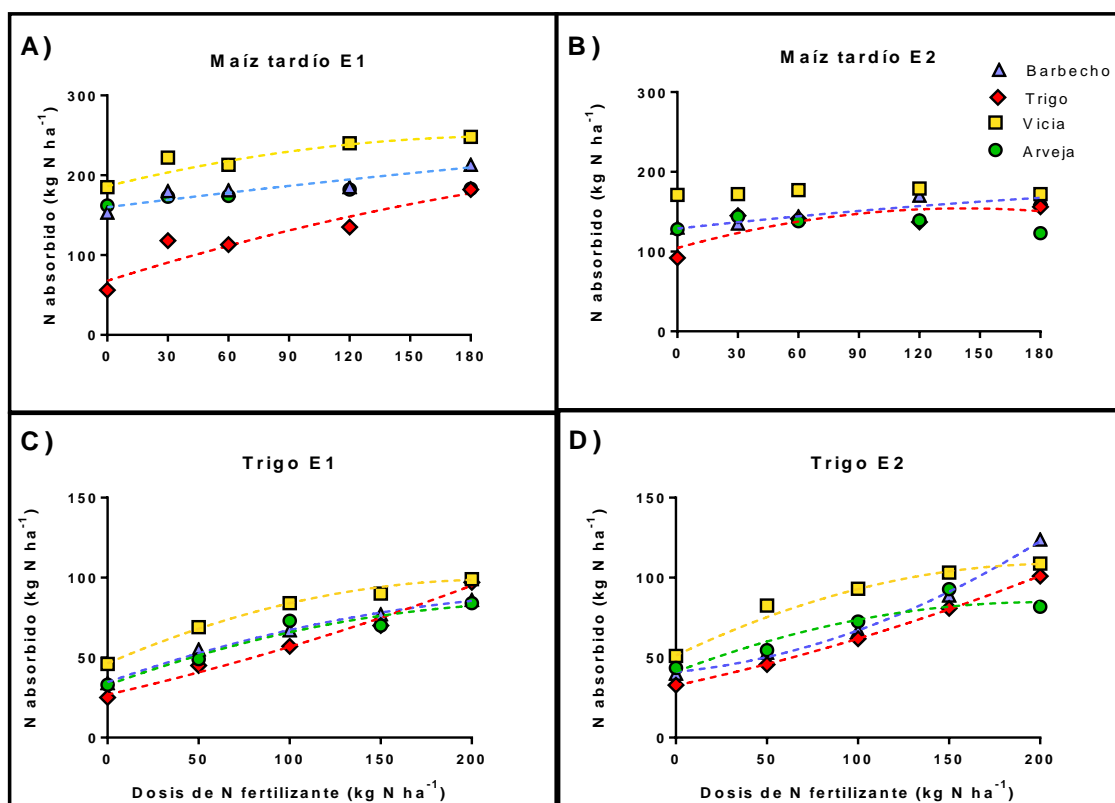 A)
Maíz tardío E1
N absorbido (kg N ha⁻¹)
300
200
100
0
0 30 60 90 120 150 180
B)
Maíz tardío E2
Barbecho
Trigo
Vicia
Arveja
N absorbido (kg N ha⁻¹)
300
200
100
0
0 30 60 90 120 150 180
C)
Trigo E1
N absorbido (kg N ha⁻¹)
150
100
50
0
0 50 100 150 200
Dosis de N fertilizante (kg N ha⁻¹)
D)
Trigo E2
N absorbido (kg N ha⁻¹)
150
100
50
0
0 50 100 150 200
Dosis de N fertilizante (kg N ha⁻¹)